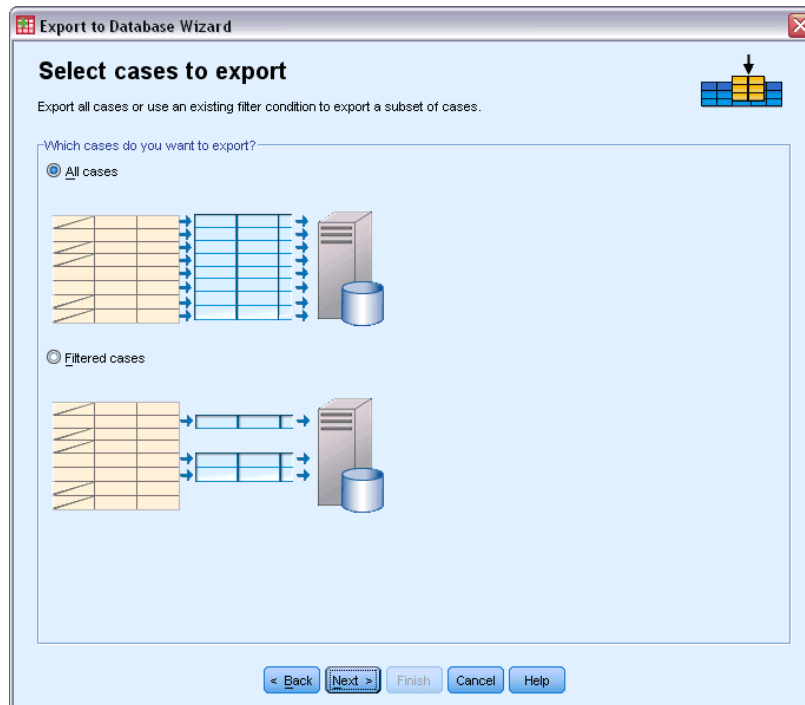 Export to Database Wizard
Select cases to export
Export all cases or use an existing filter condition to export a subset of cases.
Which cases do you want to export?
All cases
Filtered cases
< Back Next > Finish Cancel Help